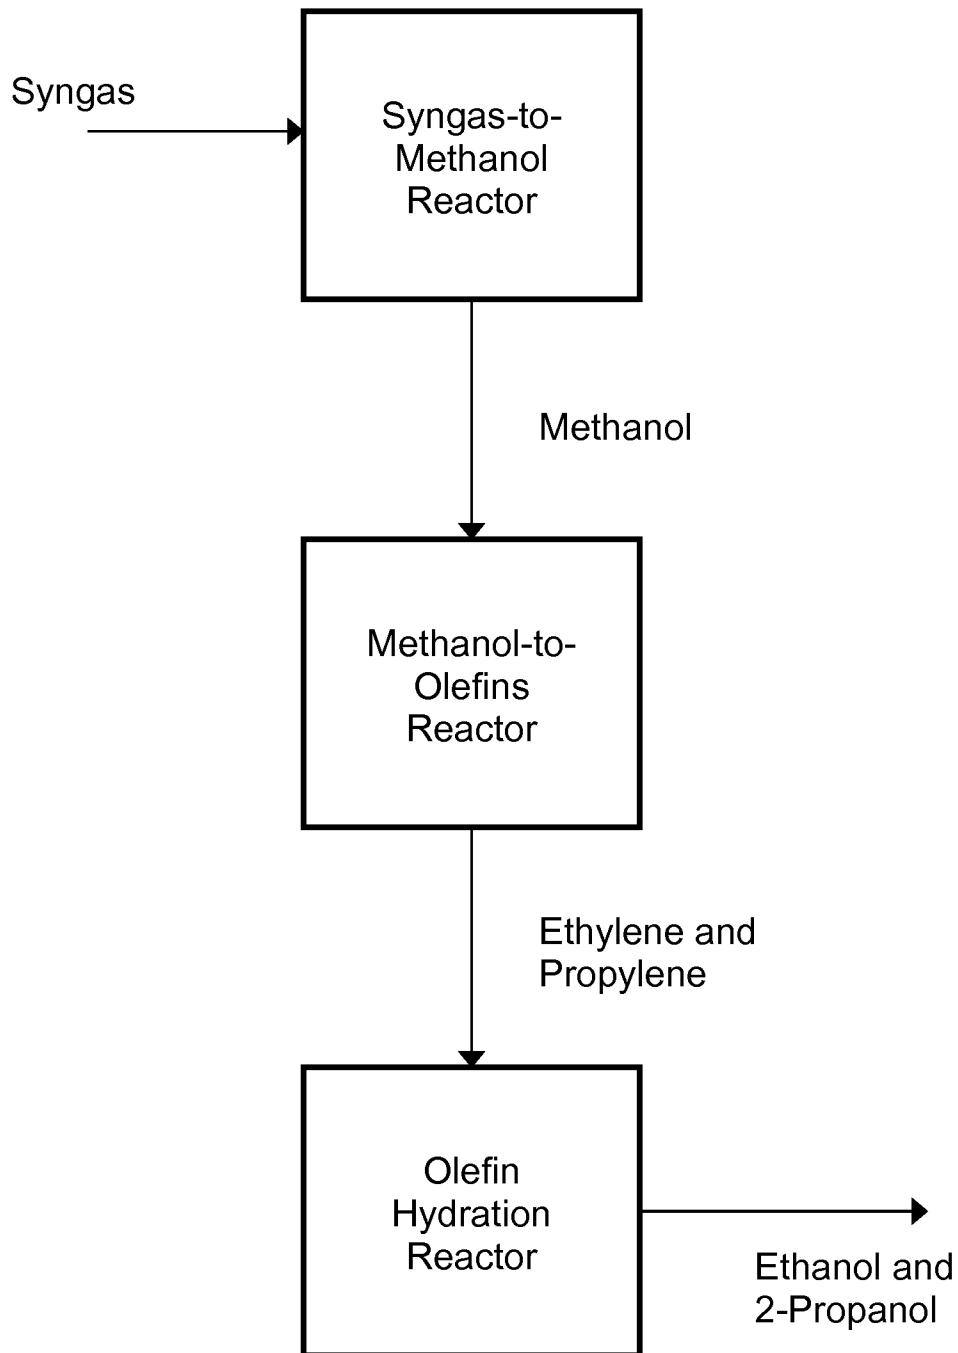 Syngas
Syngas-to-
Methanol
Reactor
Methanol
Methanol-to-
Olefins
Reactor
Ethylene and
Propylene
Olefin
Hydration
Reactor
Ethanol and
2-Propanol